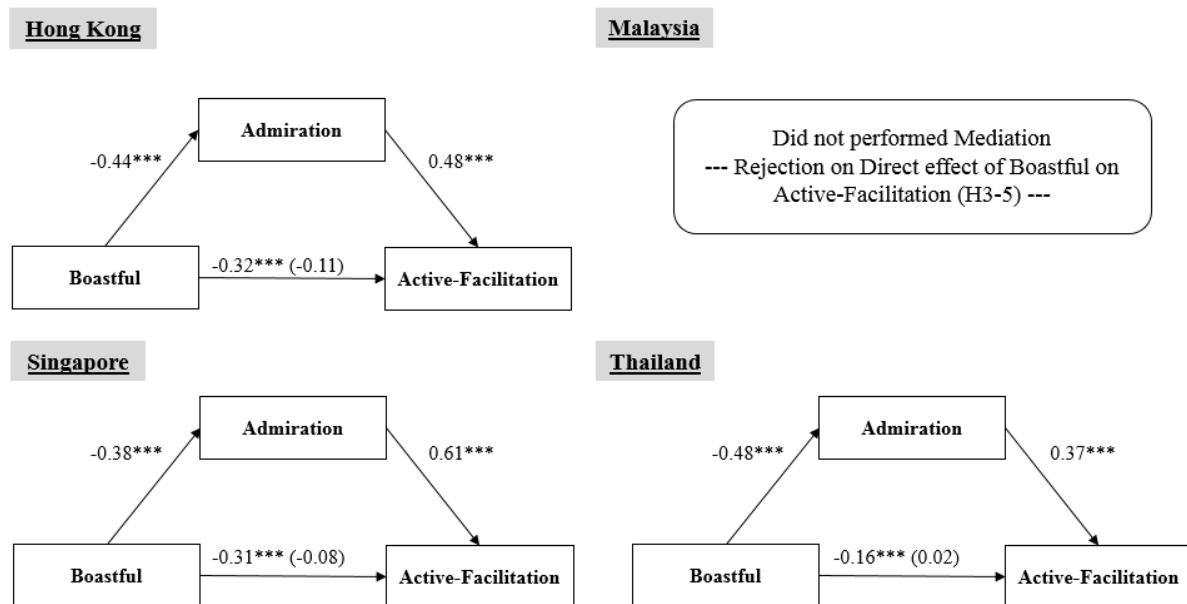 Hong Kong
Admiration
-0.44***
0.48***
Boastful
-0.32*** (-0.11)
Active-Facilitation
Malaysia
Did not performed Mediation
--- Rejection on Direct effect of Boastful on
Active-Facilitation (H3-5) ---
Singapore
Admiration
-0.38***
0.61***
Boastful
-0.31*** (-0.08)
Active-Facilitation
Thailand
Admiration
-0.48***
0.37***
Boastful
-0.16*** (0.02)
Active-Facilitation